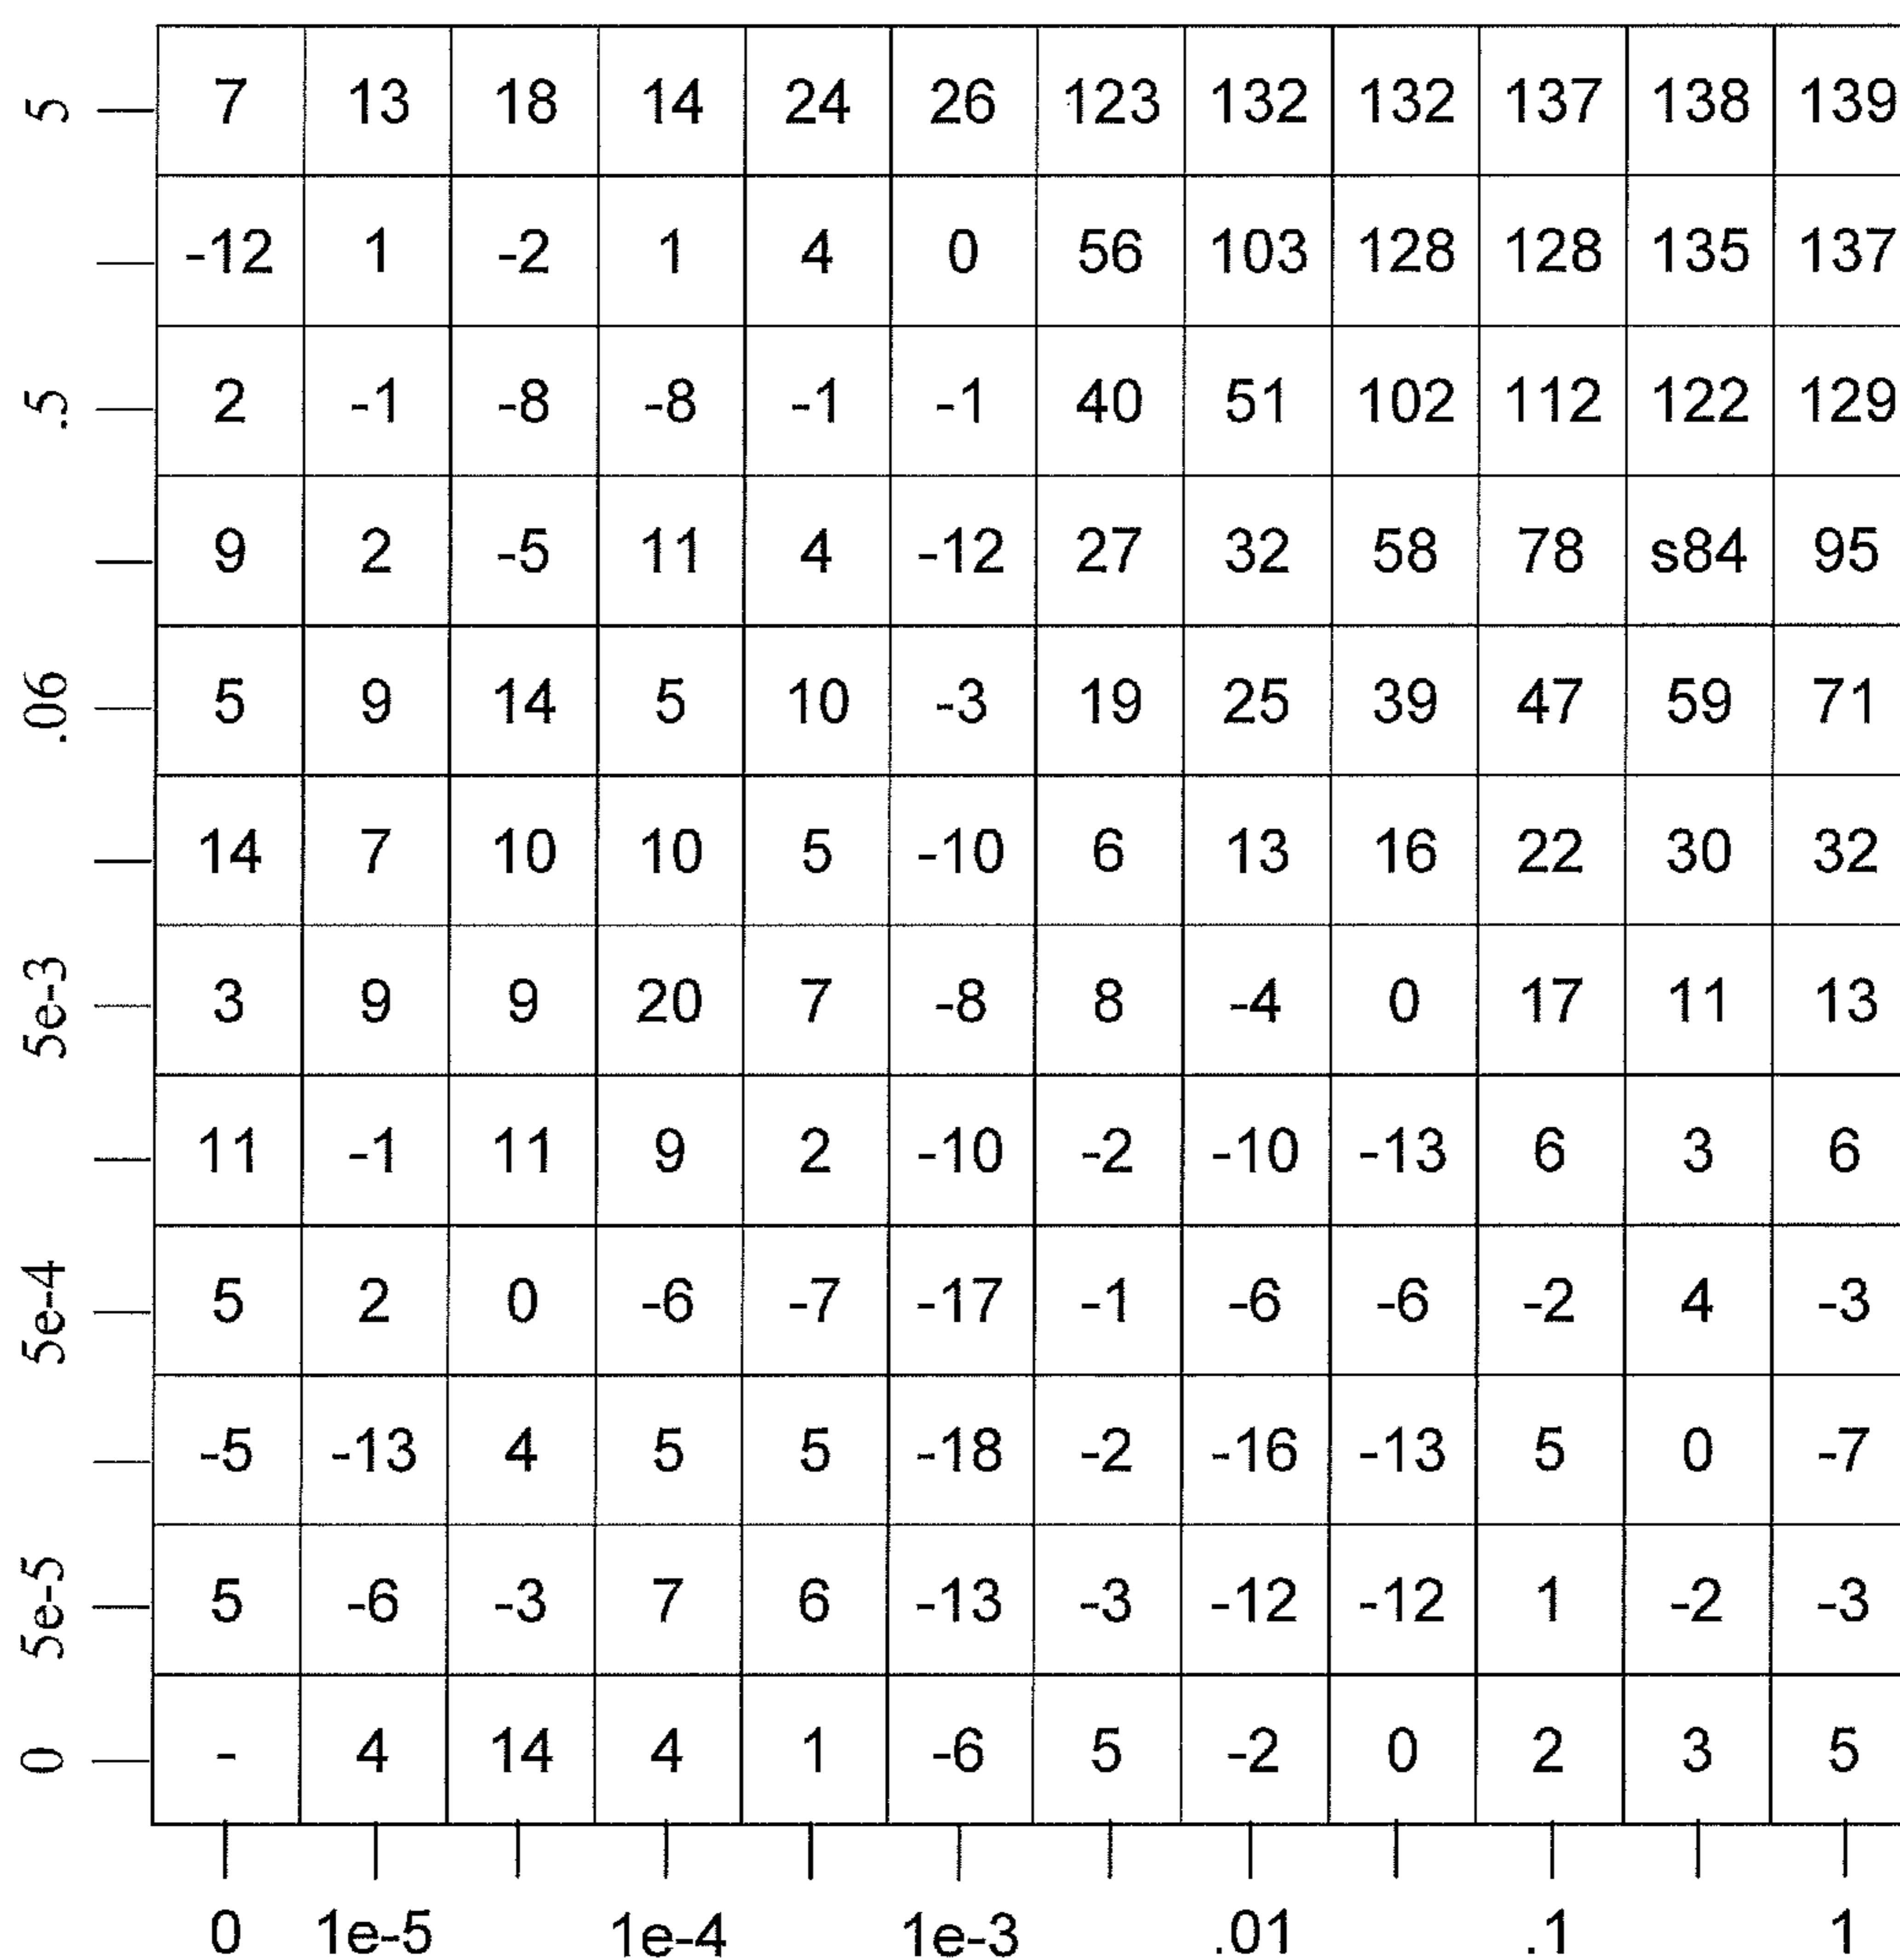 5 7 13 18 14 24 26 123 132 132 137 138 139
-12 1 -2 1 4 0 56 103 128 128 135 137
.5 2 -1 -8 -8 -1 -1 40 51 102 112 122 129
9 2 -5 11 4 -12 27 32 58 78 s84 95
.06 5 9 14 5 10 -3 19 25 39 47 59 71
14 7 10 10 5 -10 6 13 16 22 30 32
5e-3 3 9 9 20 7 -8 8 -4 0 17 11 13
11 -1 11 9 2 -10 -2 -10 -13 6 3 6
5e-4 5 2 0 -6 -7 -17 -1 -6 -6 -2 4 -3
-5 -13 4 5 5 -18 -2 -16 -13 5 0 -7
5e-5 5 -6 -3 7 6 -13 -3 -12 -12 1 -2 -3
0 - 4 14 4 1 -6 5 -2 0 2 3 5
0 1e-5 1e-4 1e-3 .01 .1 1